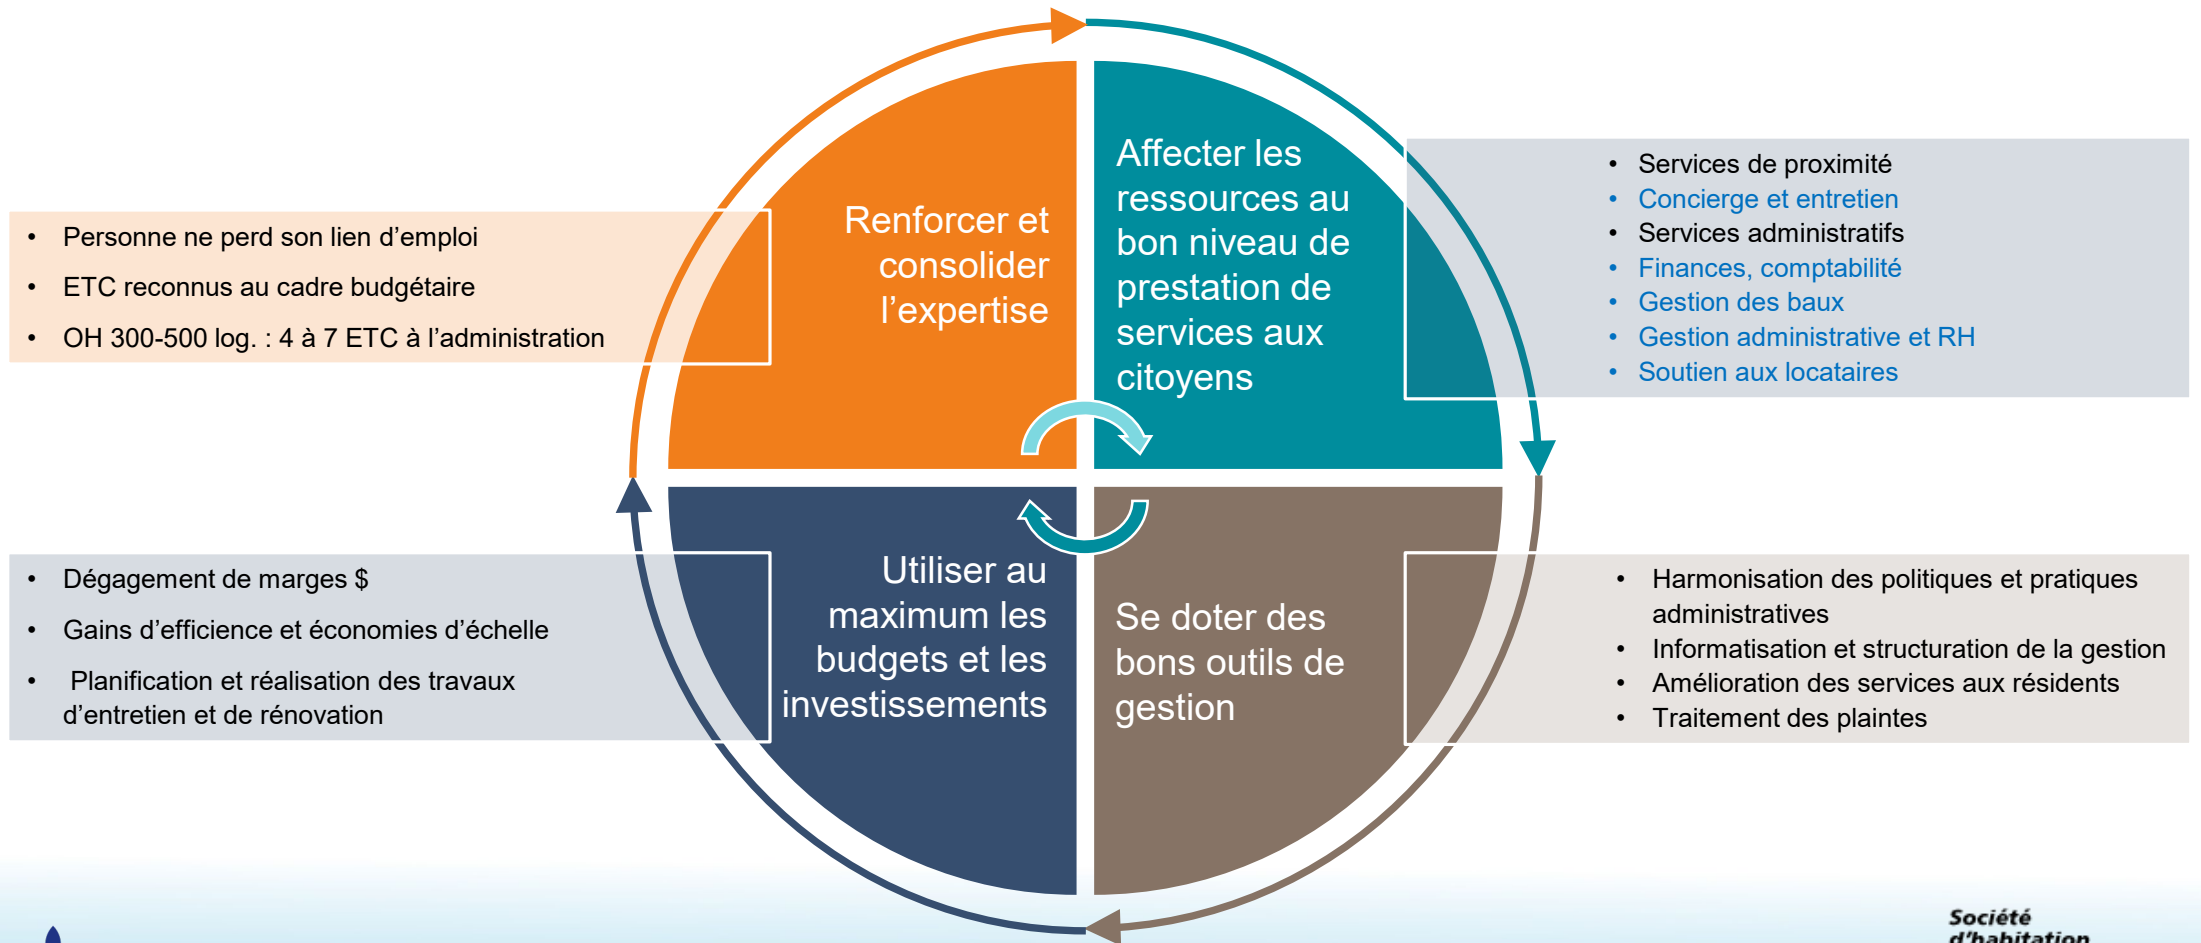 Renforcer et
consolider
l’expertise
• Personne ne perd son lien d’emploi
• ETC reconnus au cadre budgétaire
• OH 300-500 log. : 4 à 7 ETC à l’administration
Affecter les
ressources au
bon niveau de
prestation de
services aux
citoyens
• Services de proximité
• Concierge et entretien
• Services administratifs
• Finances, comptabilité
• Gestion des baux
• Gestion administrative et RH
• Soutien aux locataires
Utiliser au
maximum les
budgets et les
investissements
• Dégagement de marges $
• Gains d’efficience et économies d’échelle
• Planification et réalisation des travaux
d’entretien et de rénovation
Se doter des
bons outils de
gestion
• Harmonisation des politiques et pratiques
administratives
• Informatisation et structuration de la gestion
• Amélioration des services aux résidents
• Traitement des plaintes
Société
d’habitation